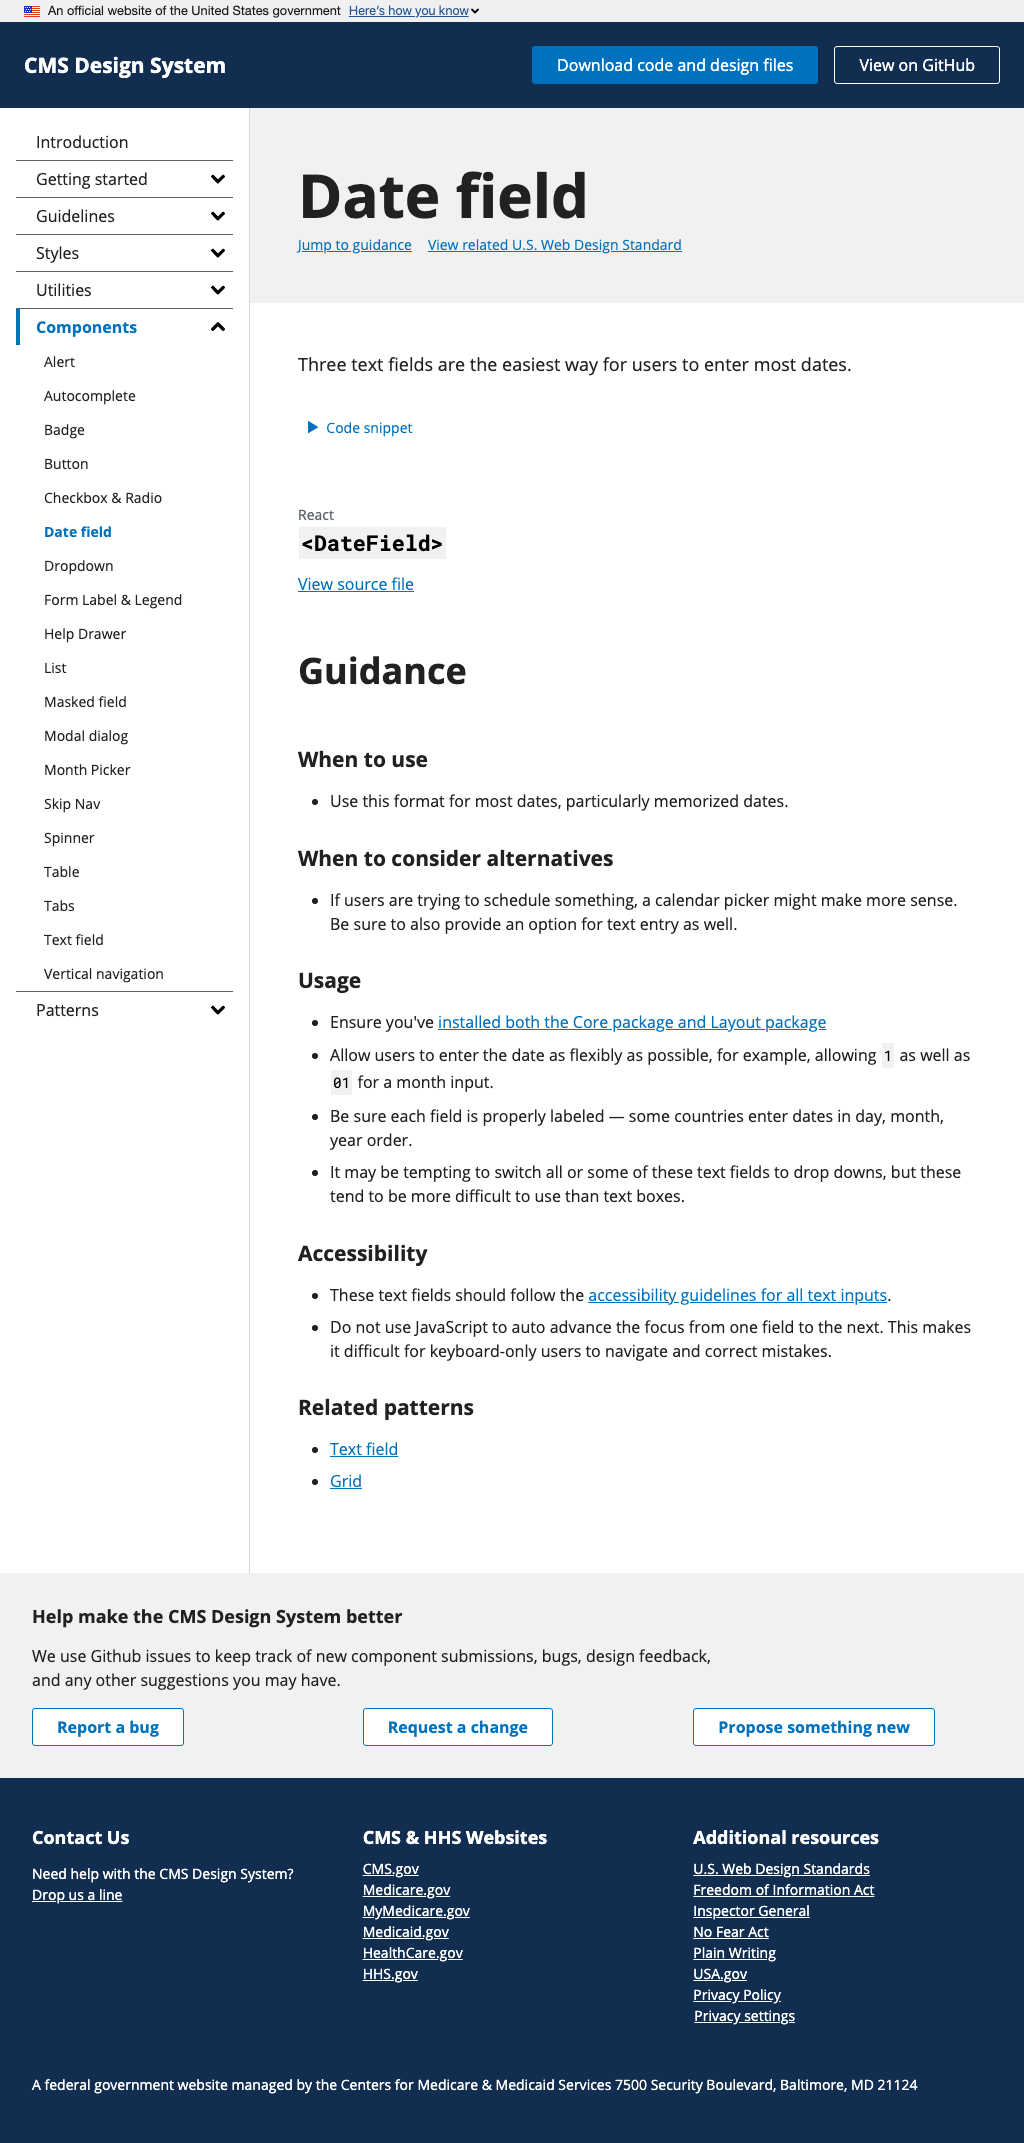 An official website of the United States government Here's how you know
CMS Design System
Download code and design files
View on GitHub
Introduction
Getting started
Guidelines
Styles
Utilities
Components
Alert
Autocomplete
Badge
Button
Checkbox & Radio
Date field
Dropdown
Form Label & Legend
Help Drawer
List
Masked field
Modal dialog
Month Picker
Skip Nav
Spinner
Table
Tabs
Text field
Vertical navigation
Patterns
Date field
Jump to guidance View related U.S. Web Design Standard
Three text fields are the easiest way for users to enter most dates.
Code snippet
React
<DateField>
View source file
Guidance
When to use
Use this format for most dates, particularly memorized dates.
When to consider alternatives
If users are trying to schedule something, a calendar picker might make more sense.
Be sure to also provide an option for text entry as well.
Usage
Ensure you've installed both the Core package and Layout package
Allow users to enter the date as flexibly as possible, for example, allowing 1 as well as
01 for a month input.
Be sure each field is properly labeled — some countries enter dates in day, month,
year order.
It may be tempting to switch all or some of these text fields to drop downs, but these
tend to be more difficult to use than text boxes.
Accessibility
These text fields should follow the accessibility guidelines for all text inputs.
Do not use JavaScript to auto advance the focus from one field to the next. This makes
it difficult for keyboard-only users to navigate and correct mistakes.
Related patterns
Text field
Grid
Help make the CMS Design System better
We use Github issues to keep track of new component submissions, bugs, design feedback,
and any other suggestions you may have.
Report a bug
Request a change
Propose something new
Contact Us
Need help with the CMS Design System?
Drop us a line
CMS & HHS Websites
CMS.gov
Medicare.gov
MyMedicare.gov
Medicaid.gov
HealthCare.gov
HHS.gov
Additional resources
U.S. Web Design Standards
Freedom of Information Act
Inspector General
No Fear Act
Plain Writing
USA.gov
Privacy Policy
Privacy settings
A federal government website managed by the Centers for Medicare & Medicaid Services 7500 Security Boulevard, Baltimore, MD 21124